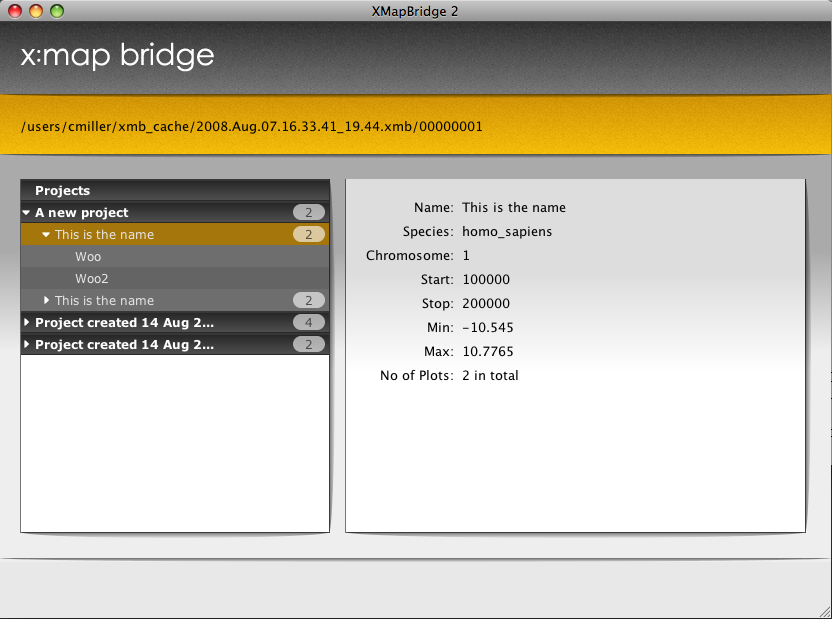 XMapBridge 2
x:map bridge
/users/cmiller/xmb_cache/2008.Aug.07.16.33.41_19.44.xmb/00000001
Projects
A new project 2
This is the name 2
Woo
Woo2
This is the name 2
Project created 14 Aug 2... 4
Project created 14 Aug 2... 2
Name: This is the name
Species: homo_sapiens
Chromosome: 1
Start: 100000
Stop: 200000
Min: -10.545
Max: 10.7765
No of Plots: 2 in total